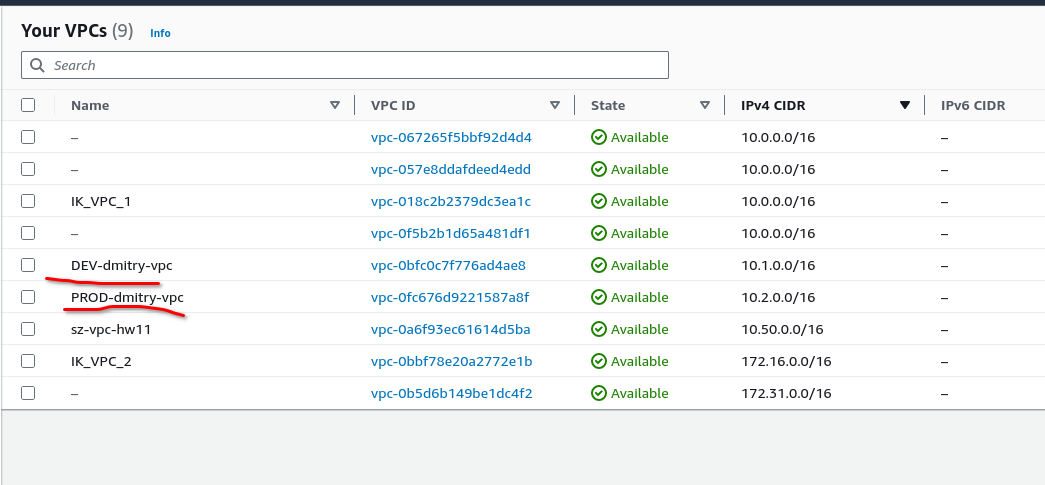 Your VPCs (9) Info
Search
Name VPC ID State IPv4 CIDR IPv6 CIDR
– vpc-067265f5bbf92d4d4 Available 10.0.0.0/16 –
– vpc-057e8ddafdeed4edd Available 10.0.0.0/16 –
IK_VPC_1 vpc-018c2b2379dc3ea1c Available 10.0.0.0/16 –
– vpc-0f5b2b1d65a481df1 Available 10.0.0.0/16 –
DEV-dmitry-vpc vpc-0bfc0c7f776ad4ae8 Available 10.1.0.0/16 –
PROD-dmitry-vpc vpc-0fc676d9221587a8f Available 10.2.0.0/16 –
sz-vpc-hw11 vpc-0a6f93ec61614d5ba Available 10.50.0.0/16 –
IK_VPC_2 vpc-0bbf78e20a2772e1b Available 172.16.0.0/16 –
– vpc-0b5d6b149be1dc4f2 Available 172.31.0.0/16 –